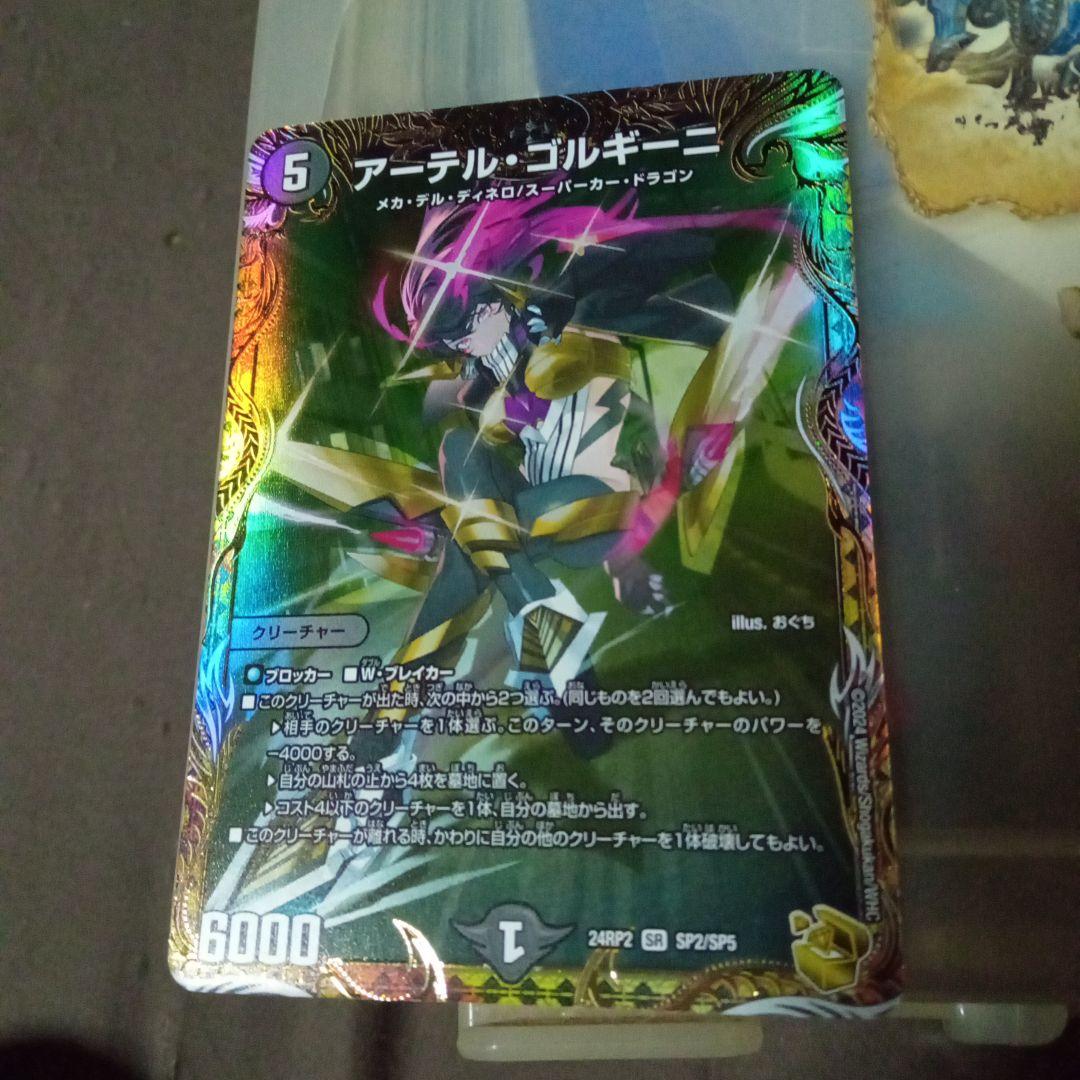 5
アーテル・ゴルギーニ
メカ・デル・ディネロ/スーパーカー・ドラゴン
illus. おぐち
クリーチャー
ブロッカー ■W・ブレイカー
■このクリーチャーが出た時、次の中から2つ選ぶ。(同じものを2回選んでもよい。)
▶相手のクリーチャーを1体選ぶ。このターン、そのクリーチャーのパワーを
-4000する。
▶自分の山札の上から4枚を墓地に置く。
▶コスト4以下のクリーチャーを1体、自分の墓地から出す。
■このクリーチャーが離れる時、かわりに自分の他のクリーチャーを1体破壊してもよい。
6000
1
24RP2 SR SP2/SP5
©2024 Wizards/Shogakukan/WHC